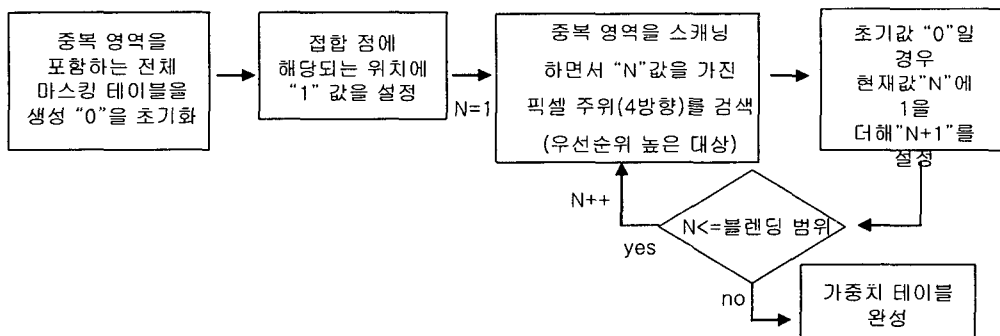 중복 영역을
포함하는 전체
마스킹 테이블을
생성 “0”을 초기화
접합 점에
해당되는 위치에
“1” 값을 설정
N=1
중복 영역을 스캐닝
하면서 “N”값을 가진
픽셀 주위(4방향)를 검색
(우선순위 높은 대상)
초기값 “0”일
경우
현재값”N”에
1을
더해”N+1”를
설정
N++
N<=블렌딩 범위
yes
no
가중치 테이블
완성